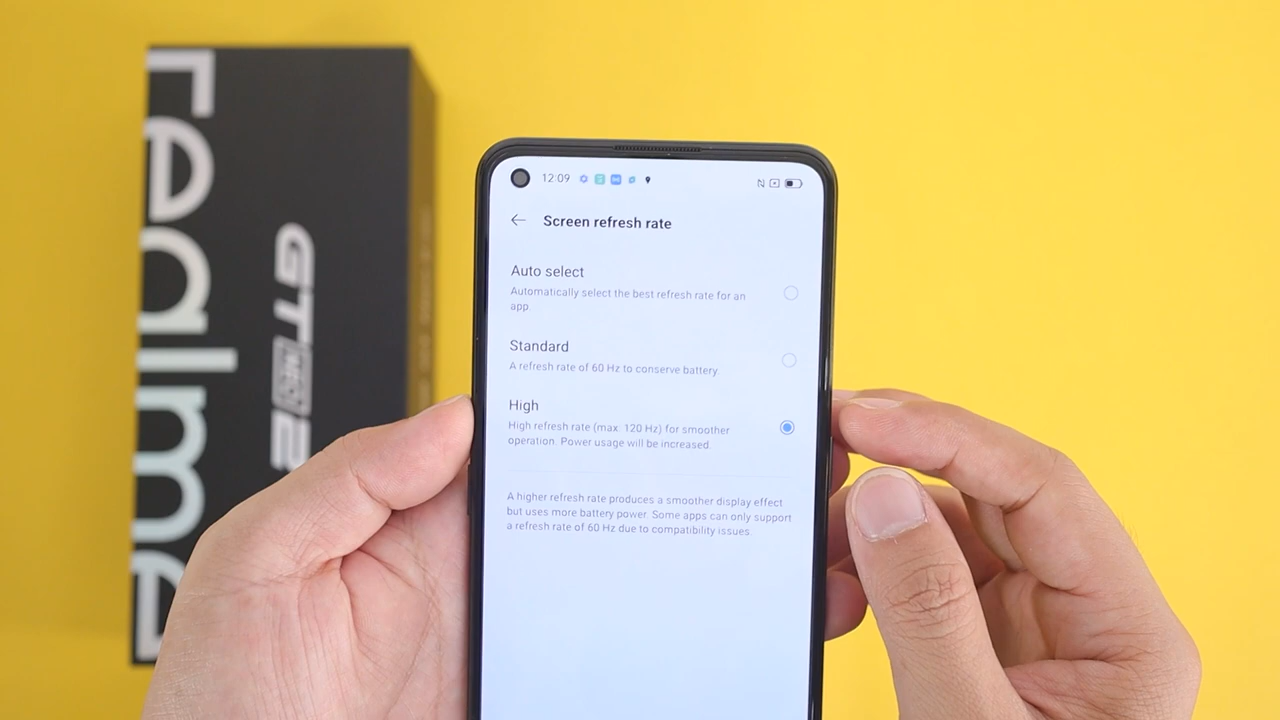 realme
GT NEO 2
12:09
Screen refresh rate
Auto select
Automatically select the best refresh rate for an
app.
Standard
A refresh rate of 60 Hz to conserve battery.
High
High refresh rate (max. 120 Hz) for smoother
operation. Power usage will be increased.
A higher refresh rate produces a smoother display effect
but uses more battery power. Some apps can only support
a refresh rate of 60 Hz due to compatibility issues.